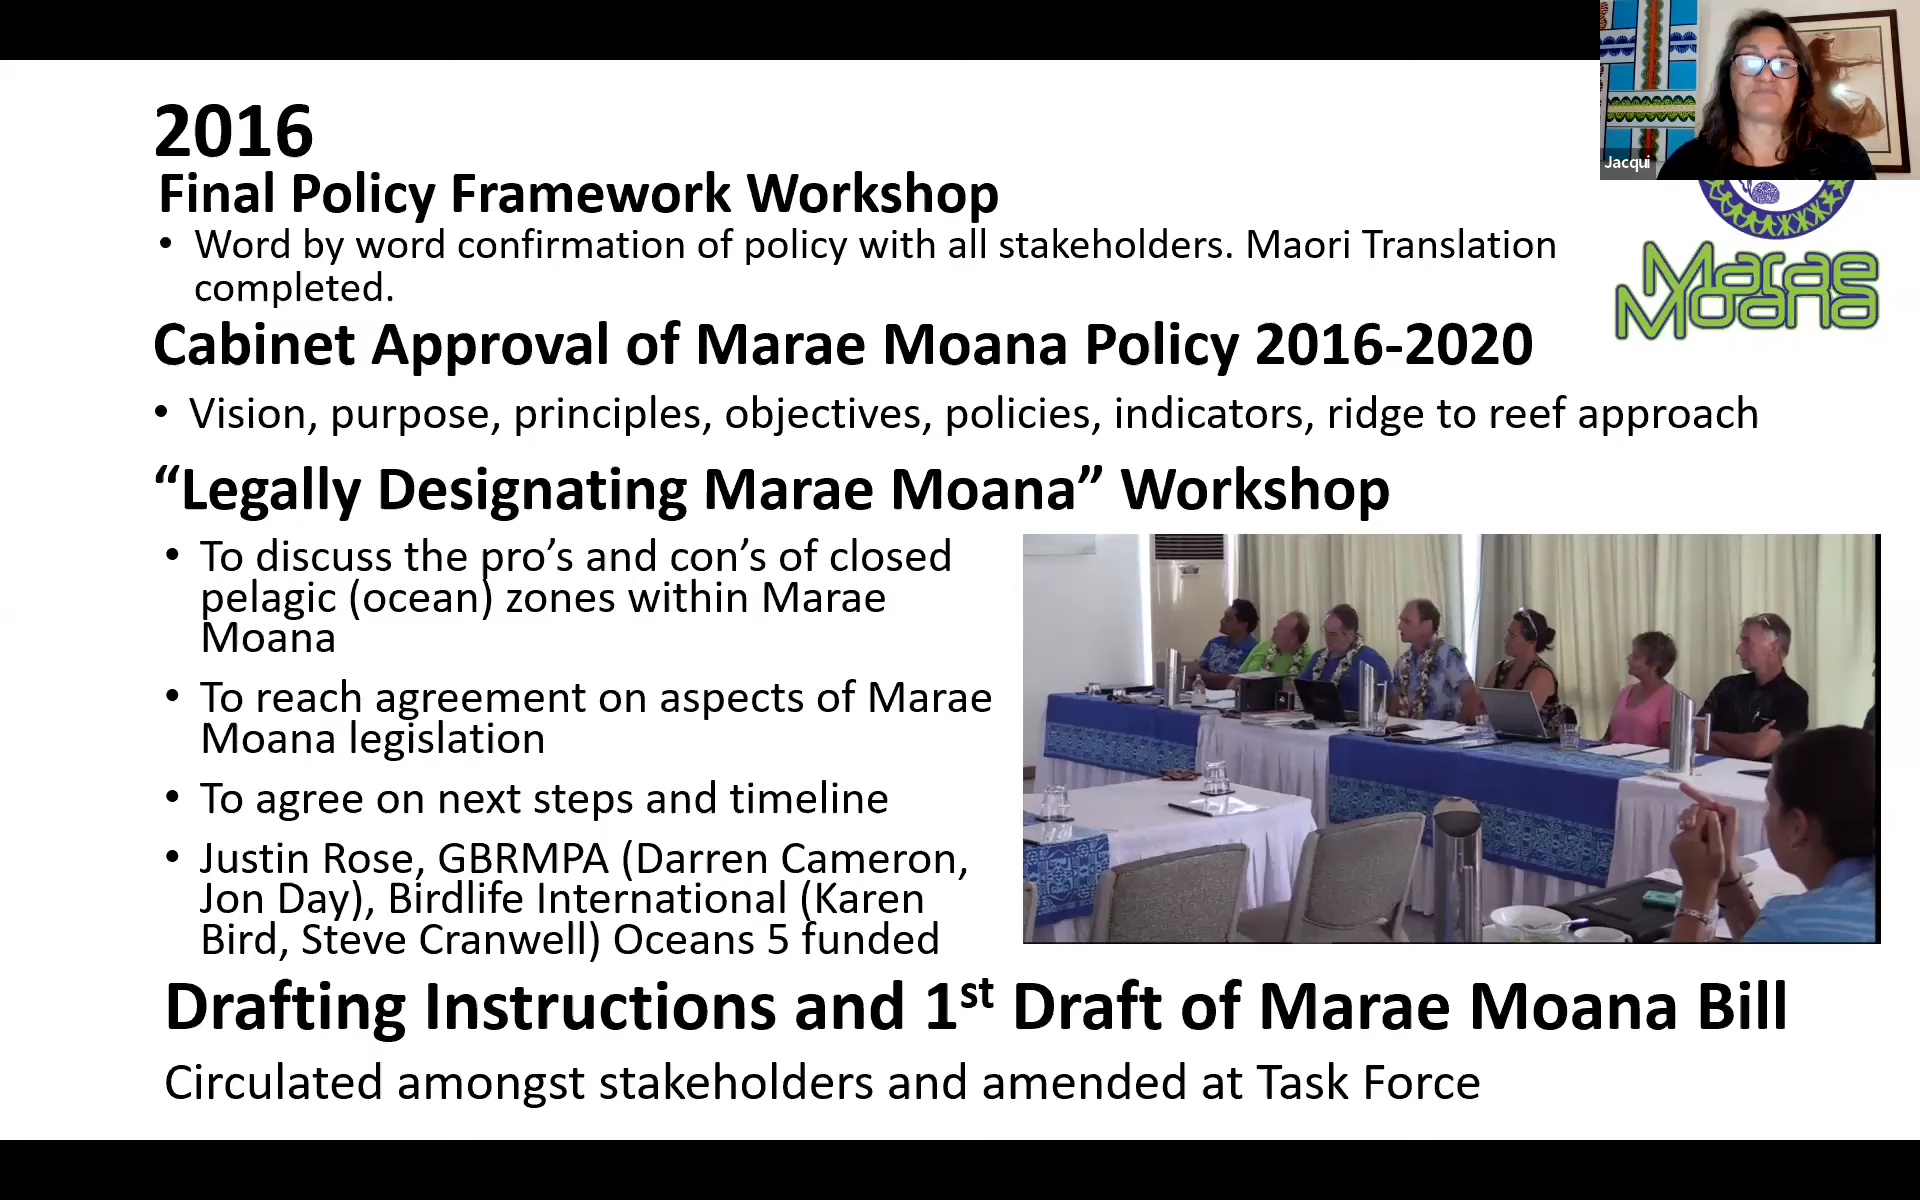 Jacqui
2016
Final Policy Framework Workshop
• Word by word confirmation of policy with all stakeholders. Maori Translation
completed.
Marae
Moana
Cabinet Approval of Marae Moana Policy 2016-2020
• Vision, purpose, principles, objectives, policies, indicators, ridge to reef approach
“Legally Designating Marae Moana” Workshop
• To discuss the pro’s and con’s of closed
pelagic (ocean) zones within Marae
Moana
• To reach agreement on aspects of Marae
Moana legislation
• To agree on next steps and timeline
• Justin Rose, GBRMPA (Darren Cameron,
Jon Day), Birdlife International (Karen
Bird, Steve Cranwell) Oceans 5 funded
Drafting Instructions and 1st Draft of Marae Moana Bill
Circulated amongst stakeholders and amended at Task Force